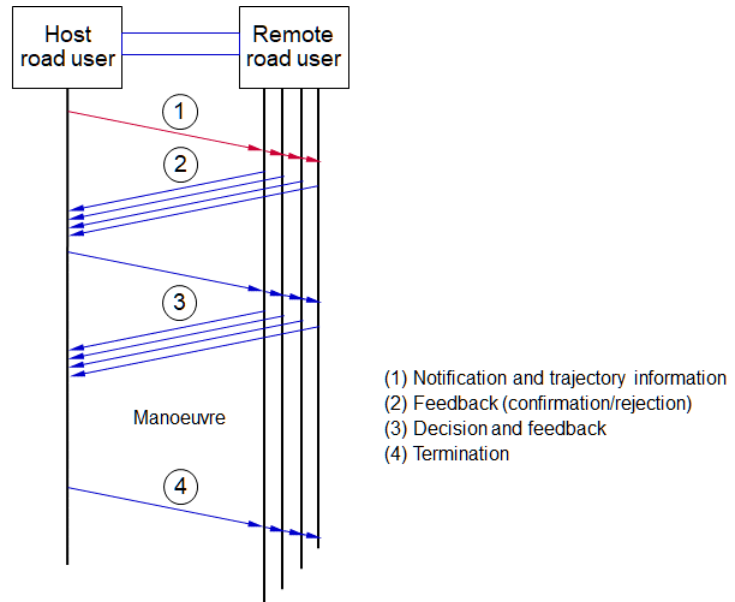 Host
road user
Remote
road user
1
2
3
Manoeuvre
4
(1) Notification and trajectory information
(2) Feedback (confirmation/rejection)
(3) Decision and feedback
(4) Termination